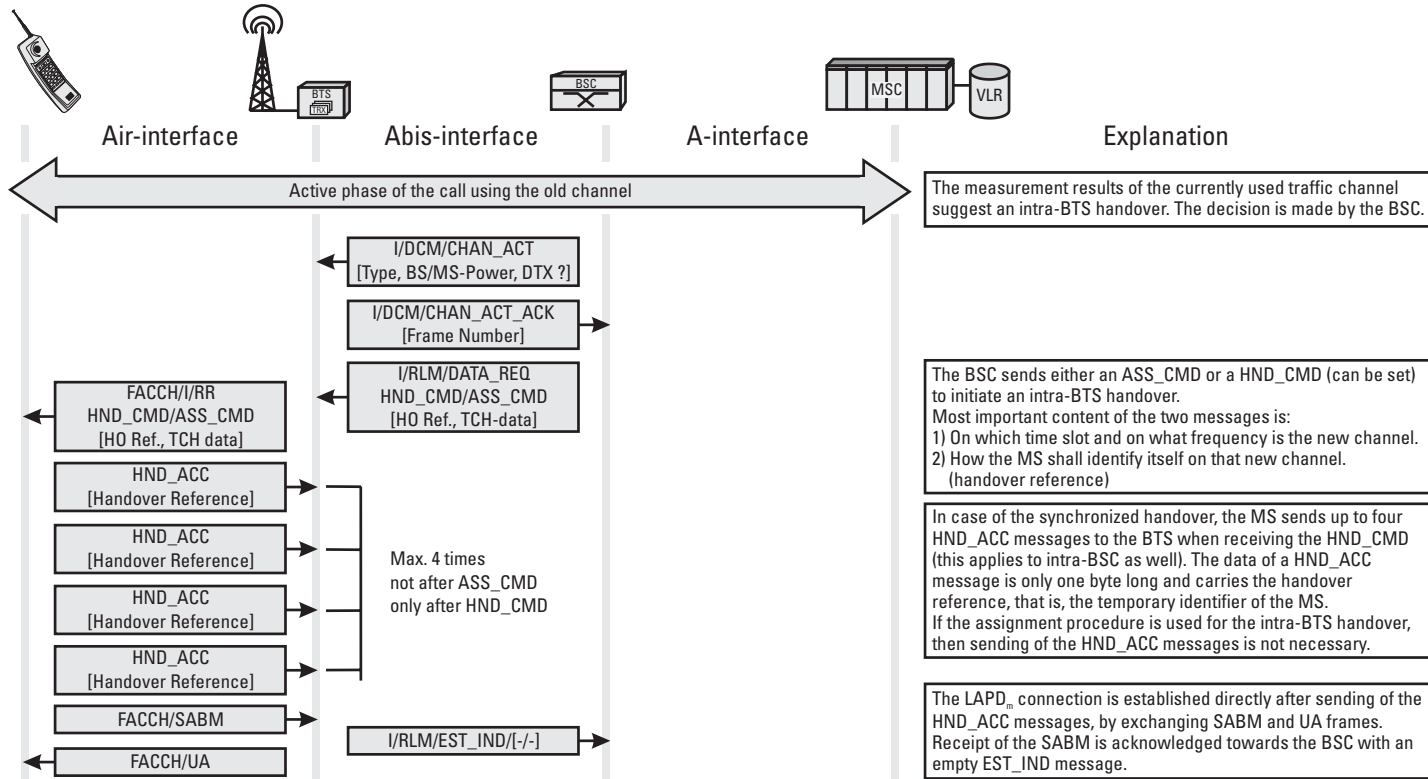 BTS
TRX
BSC
MSC
VLR
Air-interface
Abis-interface
A-interface
Explanation
Active phase of the call using the old channel
The measurement results of the currently used traffic channel
suggest an intra-BTS handover. The decision is made by the BSC.
I/DCM/CHAN_ACT
[Type, BS/MS-Power, DTX ?]
I/DCM/CHAN_ACT_ACK
[Frame Number]
I/RLM/DATA_REQ
HND_CMD/ASS_CMD
[HO Ref., TCH-data]
FACCH/I/RR
HND_CMD/ASS_CMD
[HO Ref., TCH data]
The BSC sends either an ASS_CMD or a HND_CMD (can be set)
to initiate an intra-BTS handover.
Most important content of the two messages is:
1) On which time slot and on what frequency is the new channel.
2) How the MS shall identify itself on that new channel.
(handover reference)
HND_ACC
[Handover Reference]
HND_ACC
[Handover Reference]
HND_ACC
[Handover Reference]
HND_ACC
[Handover Reference]
Max. 4 times
not after ASS_CMD
only after HND_CMD
In case of the synchronized handover, the MS sends up to four
HND_ACC messages to the BTS when receiving the HND_CMD
(this applies to intra-BSC as well). The data of a HND_ACC
message is only one byte long and carries the handover
reference, that is, the temporary identifier of the MS.
If the assignment procedure is used for the intra-BTS handover,
then sending of the HND_ACC messages is not necessary.
FACCH/SABM
I/RLM/EST_IND/[-/-]
FACCH/UA
The LAPDm connection is established directly after sending of the
HND_ACC messages, by exchanging SABM and UA frames.
Receipt of the SABM is acknowledged towards the BSC with an
empty EST_IND message.